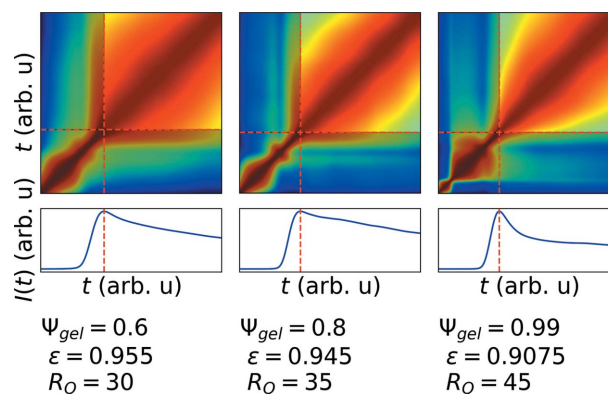 t (arb. u)
I(t) (arb. u)
t (arb. u) t (arb. u) t (arb. u)
Ψgel = 0.6 Ψgel = 0.8 Ψgel = 0.99
ε = 0.955 ε = 0.945 ε = 0.9075
RO = 30 RO = 35 RO = 45